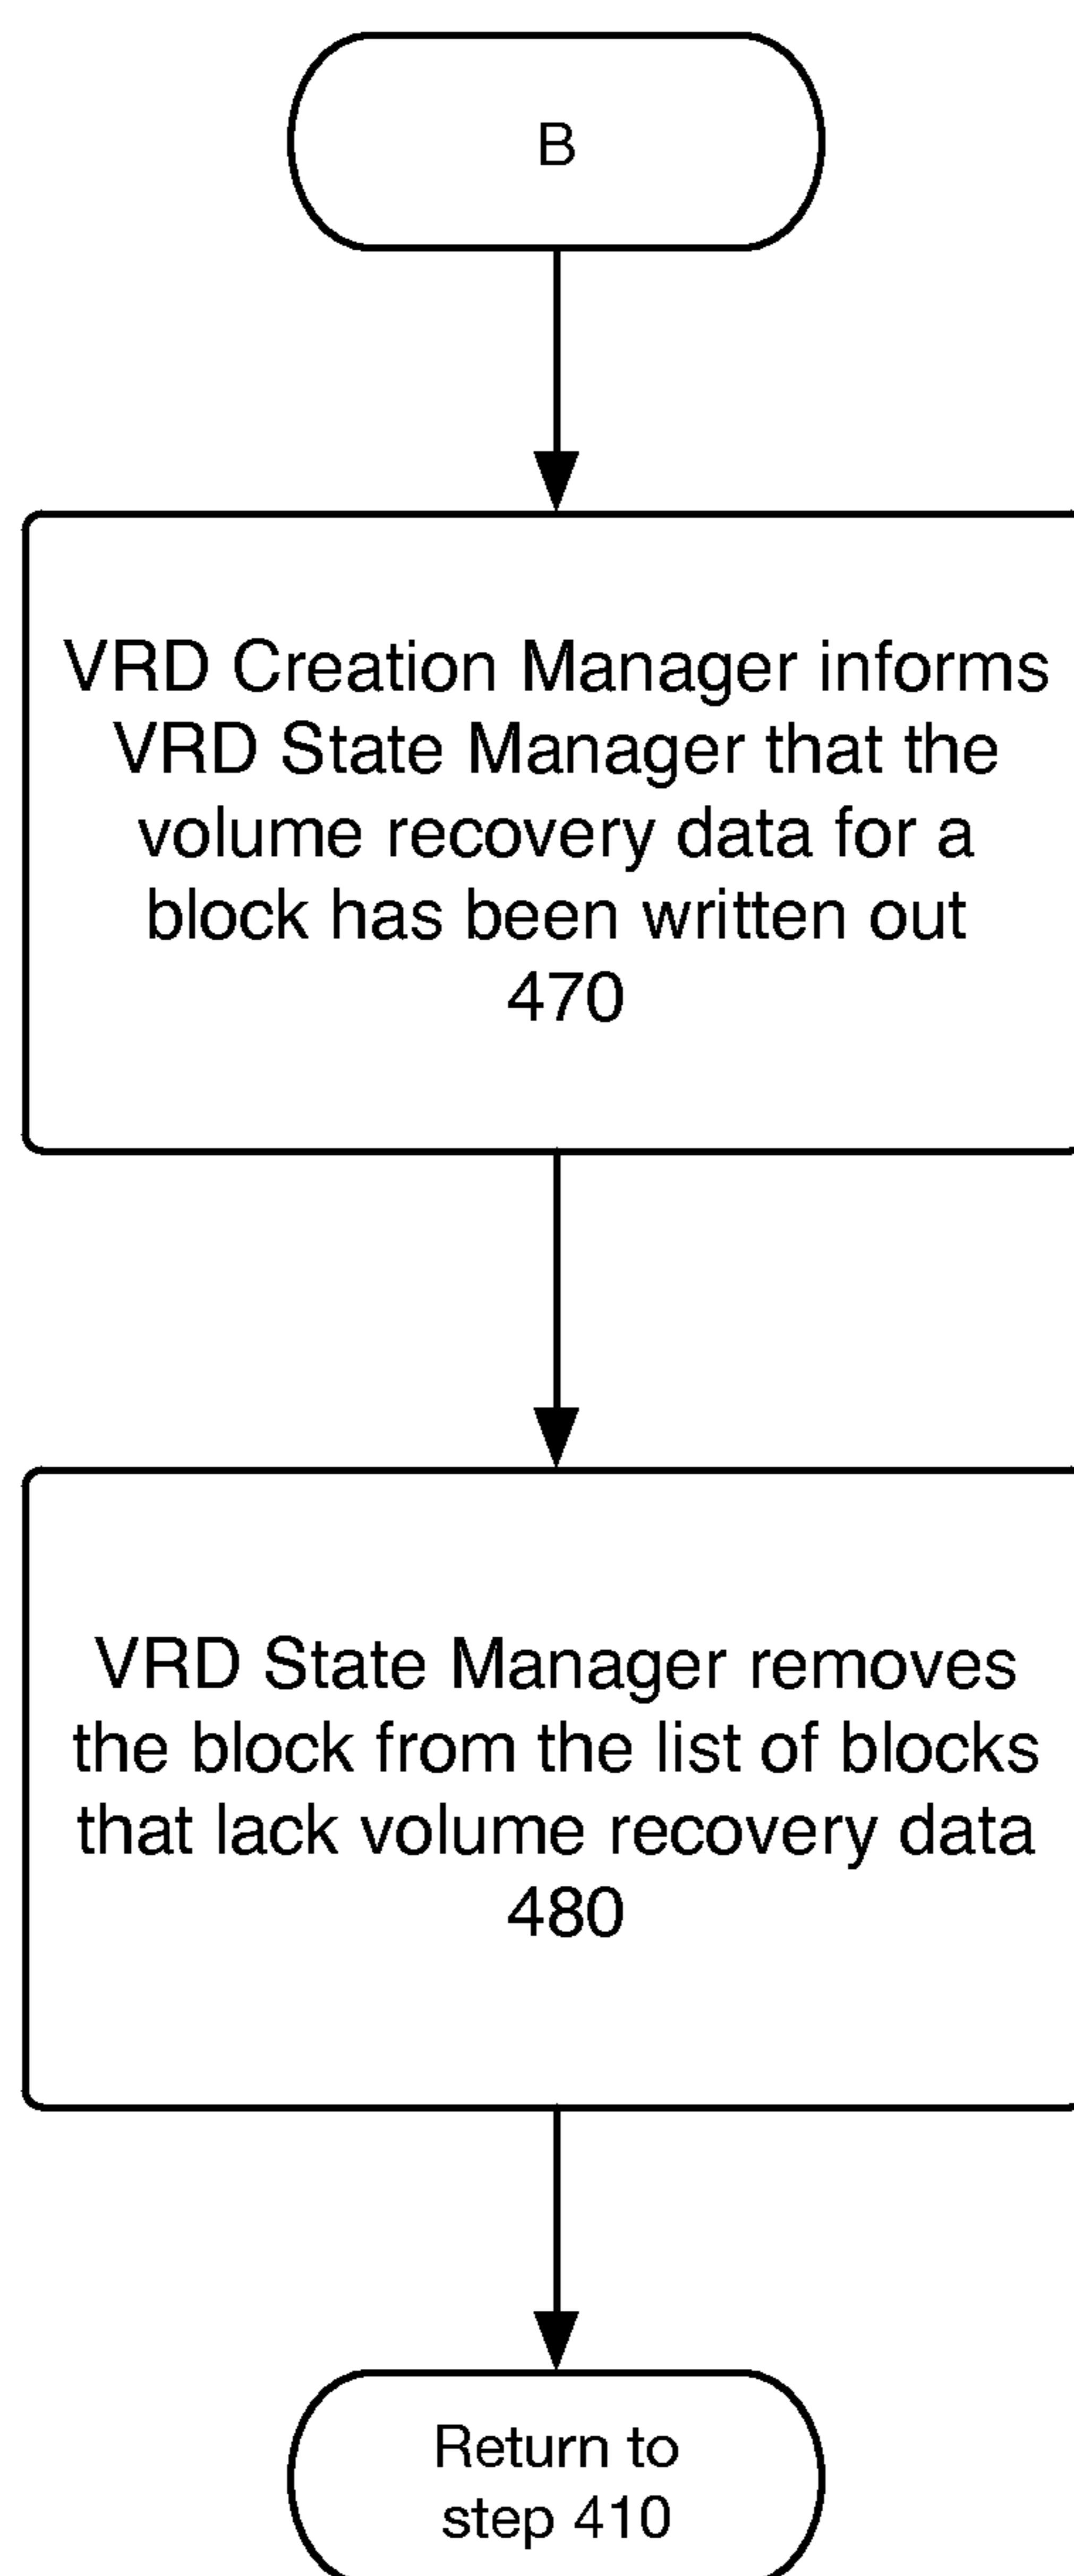 B
VRD Creation Manager informs
VRD State Manager that the
volume recovery data for a
block has been written out
470
VRD State Manager removes
the block from the list of blocks
that lack volume recovery data
480
Return to
step 410